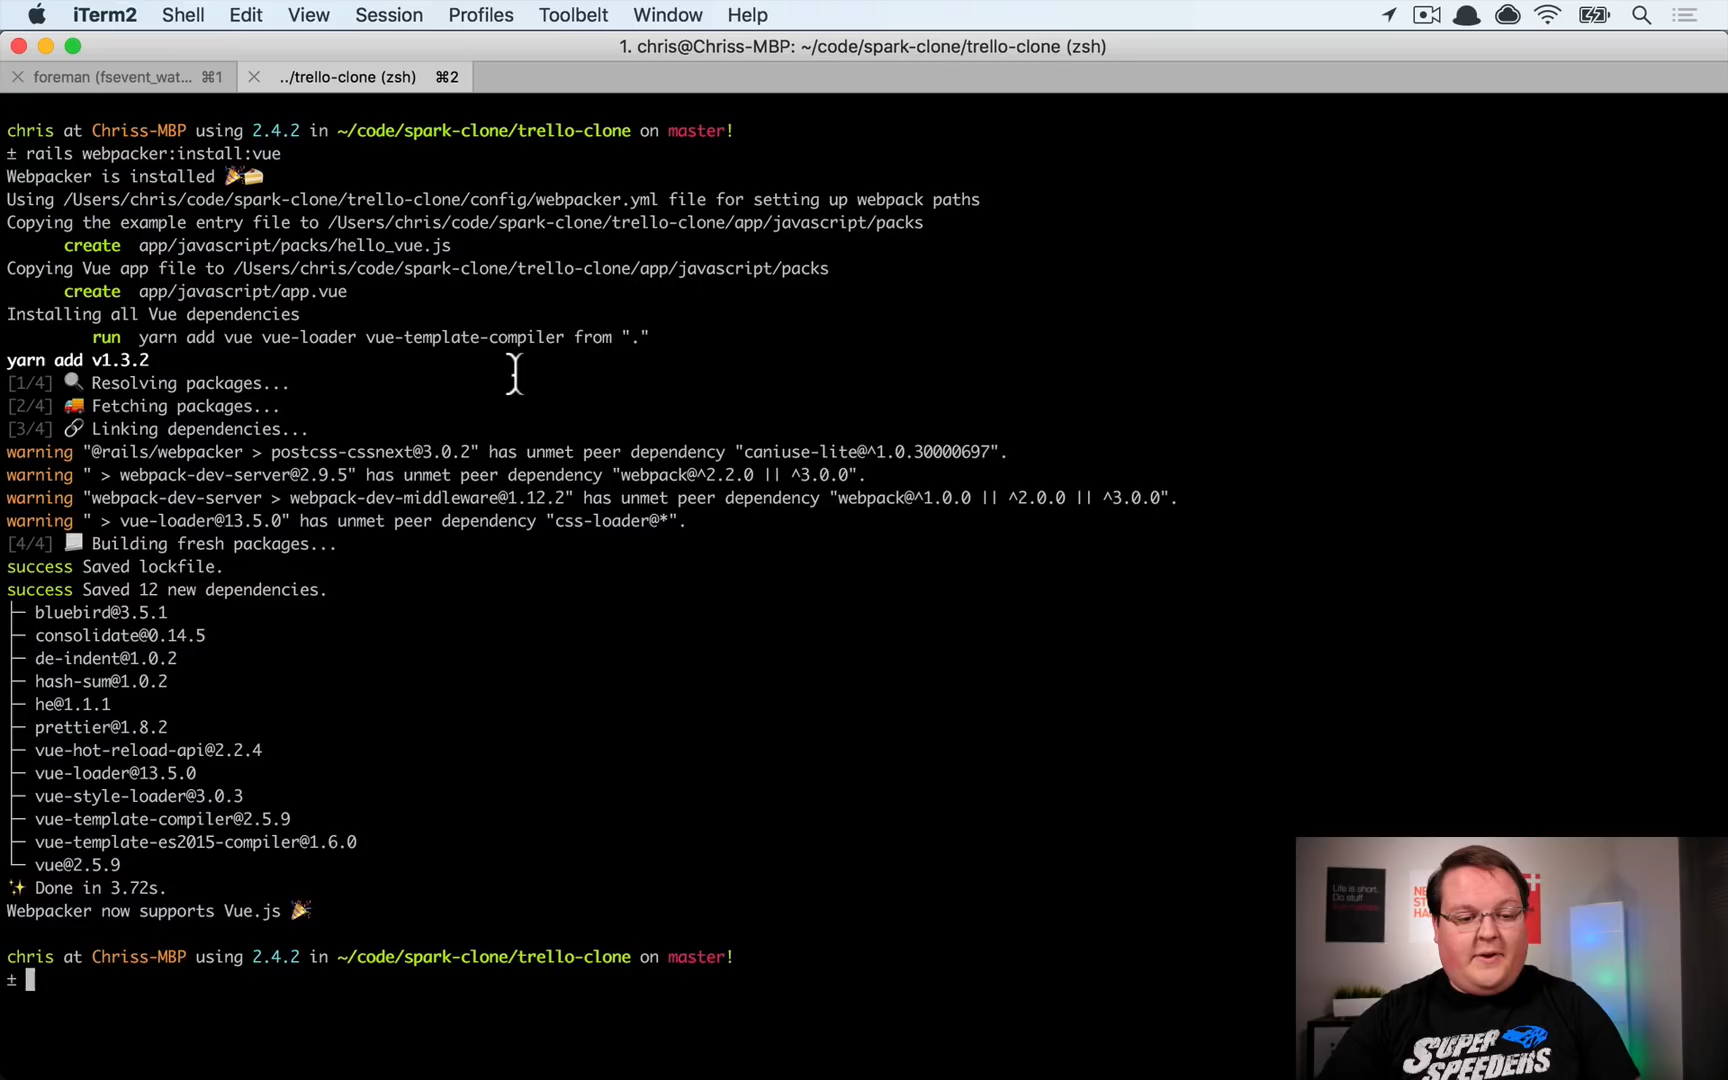 iTerm2 Shell Edit View Session Profiles Toolbelt Window Help
1. chris@Chriss-MBP: ~/code/spark-clone/trello-clone (zsh)
foreman (fsevent_wat... ⌘1 ../trello-clone (zsh) ⌘2
chris at Chriss-MBP using 2.4.2 in ~/code/spark-clone/trello-clone on master!
± rails webpacker:install:vue
Webpacker is installed 🎉🍰
Using /Users/chris/code/spark-clone/trello-clone/config/webpacker.yml file for setting up webpack paths
Copying the example entry file to /Users/chris/code/spark-clone/trello-clone/app/javascript/packs
create app/javascript/packs/hello_vue.js
Copying Vue app file to /Users/chris/code/spark-clone/trello-clone/app/javascript/packs
create app/javascript/app.vue
Installing all Vue dependencies
run yarn add vue vue-loader vue-template-compiler from "."
yarn add v1.3.2
[1/4] 🔍 Resolving packages...
[2/4] 🚚 Fetching packages...
[3/4] 🔗 Linking dependencies...
warning "@rails/webpacker > postcss-cssnext@3.0.2" has unmet peer dependency "caniuse-lite@^1.0.30000697".
warning " > webpack-dev-server@2.9.5" has unmet peer dependency "webpack@^2.2.0 || ^3.0.0".
warning "webpack-dev-server > webpack-dev-middleware@1.12.2" has unmet peer dependency "webpack@^1.0.0 || ^2.0.0 || ^3.0.0".
warning " > vue-loader@13.5.0" has unmet peer dependency "css-loader@*".
[4/4] 📃 Building fresh packages...
success Saved lockfile.
success Saved 12 new dependencies.
├─ bluebird@3.5.1
├─ consolidate@0.14.5
├─ de-indent@1.0.2
├─ hash-sum@1.0.2
├─ he@1.1.1
├─ prettier@1.8.2
├─ vue-hot-reload-api@2.2.4
├─ vue-loader@13.5.0
├─ vue-style-loader@3.0.3
├─ vue-template-compiler@2.5.9
├─ vue-template-es2015-compiler@1.6.0
└─ vue@2.5.9
✨ Done in 3.72s.
Webpacker now supports Vue.js 🎉
chris at Chriss-MBP using 2.4.2 in ~/code/spark-clone/trello-clone on master!
±
Life is short.
Do stuff
SUPER
SPEEDERS